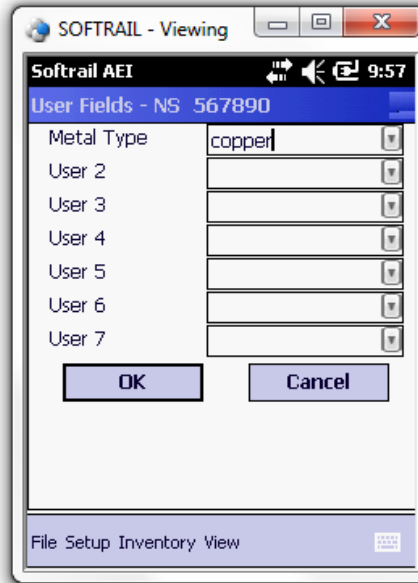 SOFTRAIL - Viewing
Softrail AEI 9:57
User Fields - NS 567890
Metal Type copper
User 2
User 3
User 4
User 5
User 6
User 7
OK Cancel
File Setup Inventory View